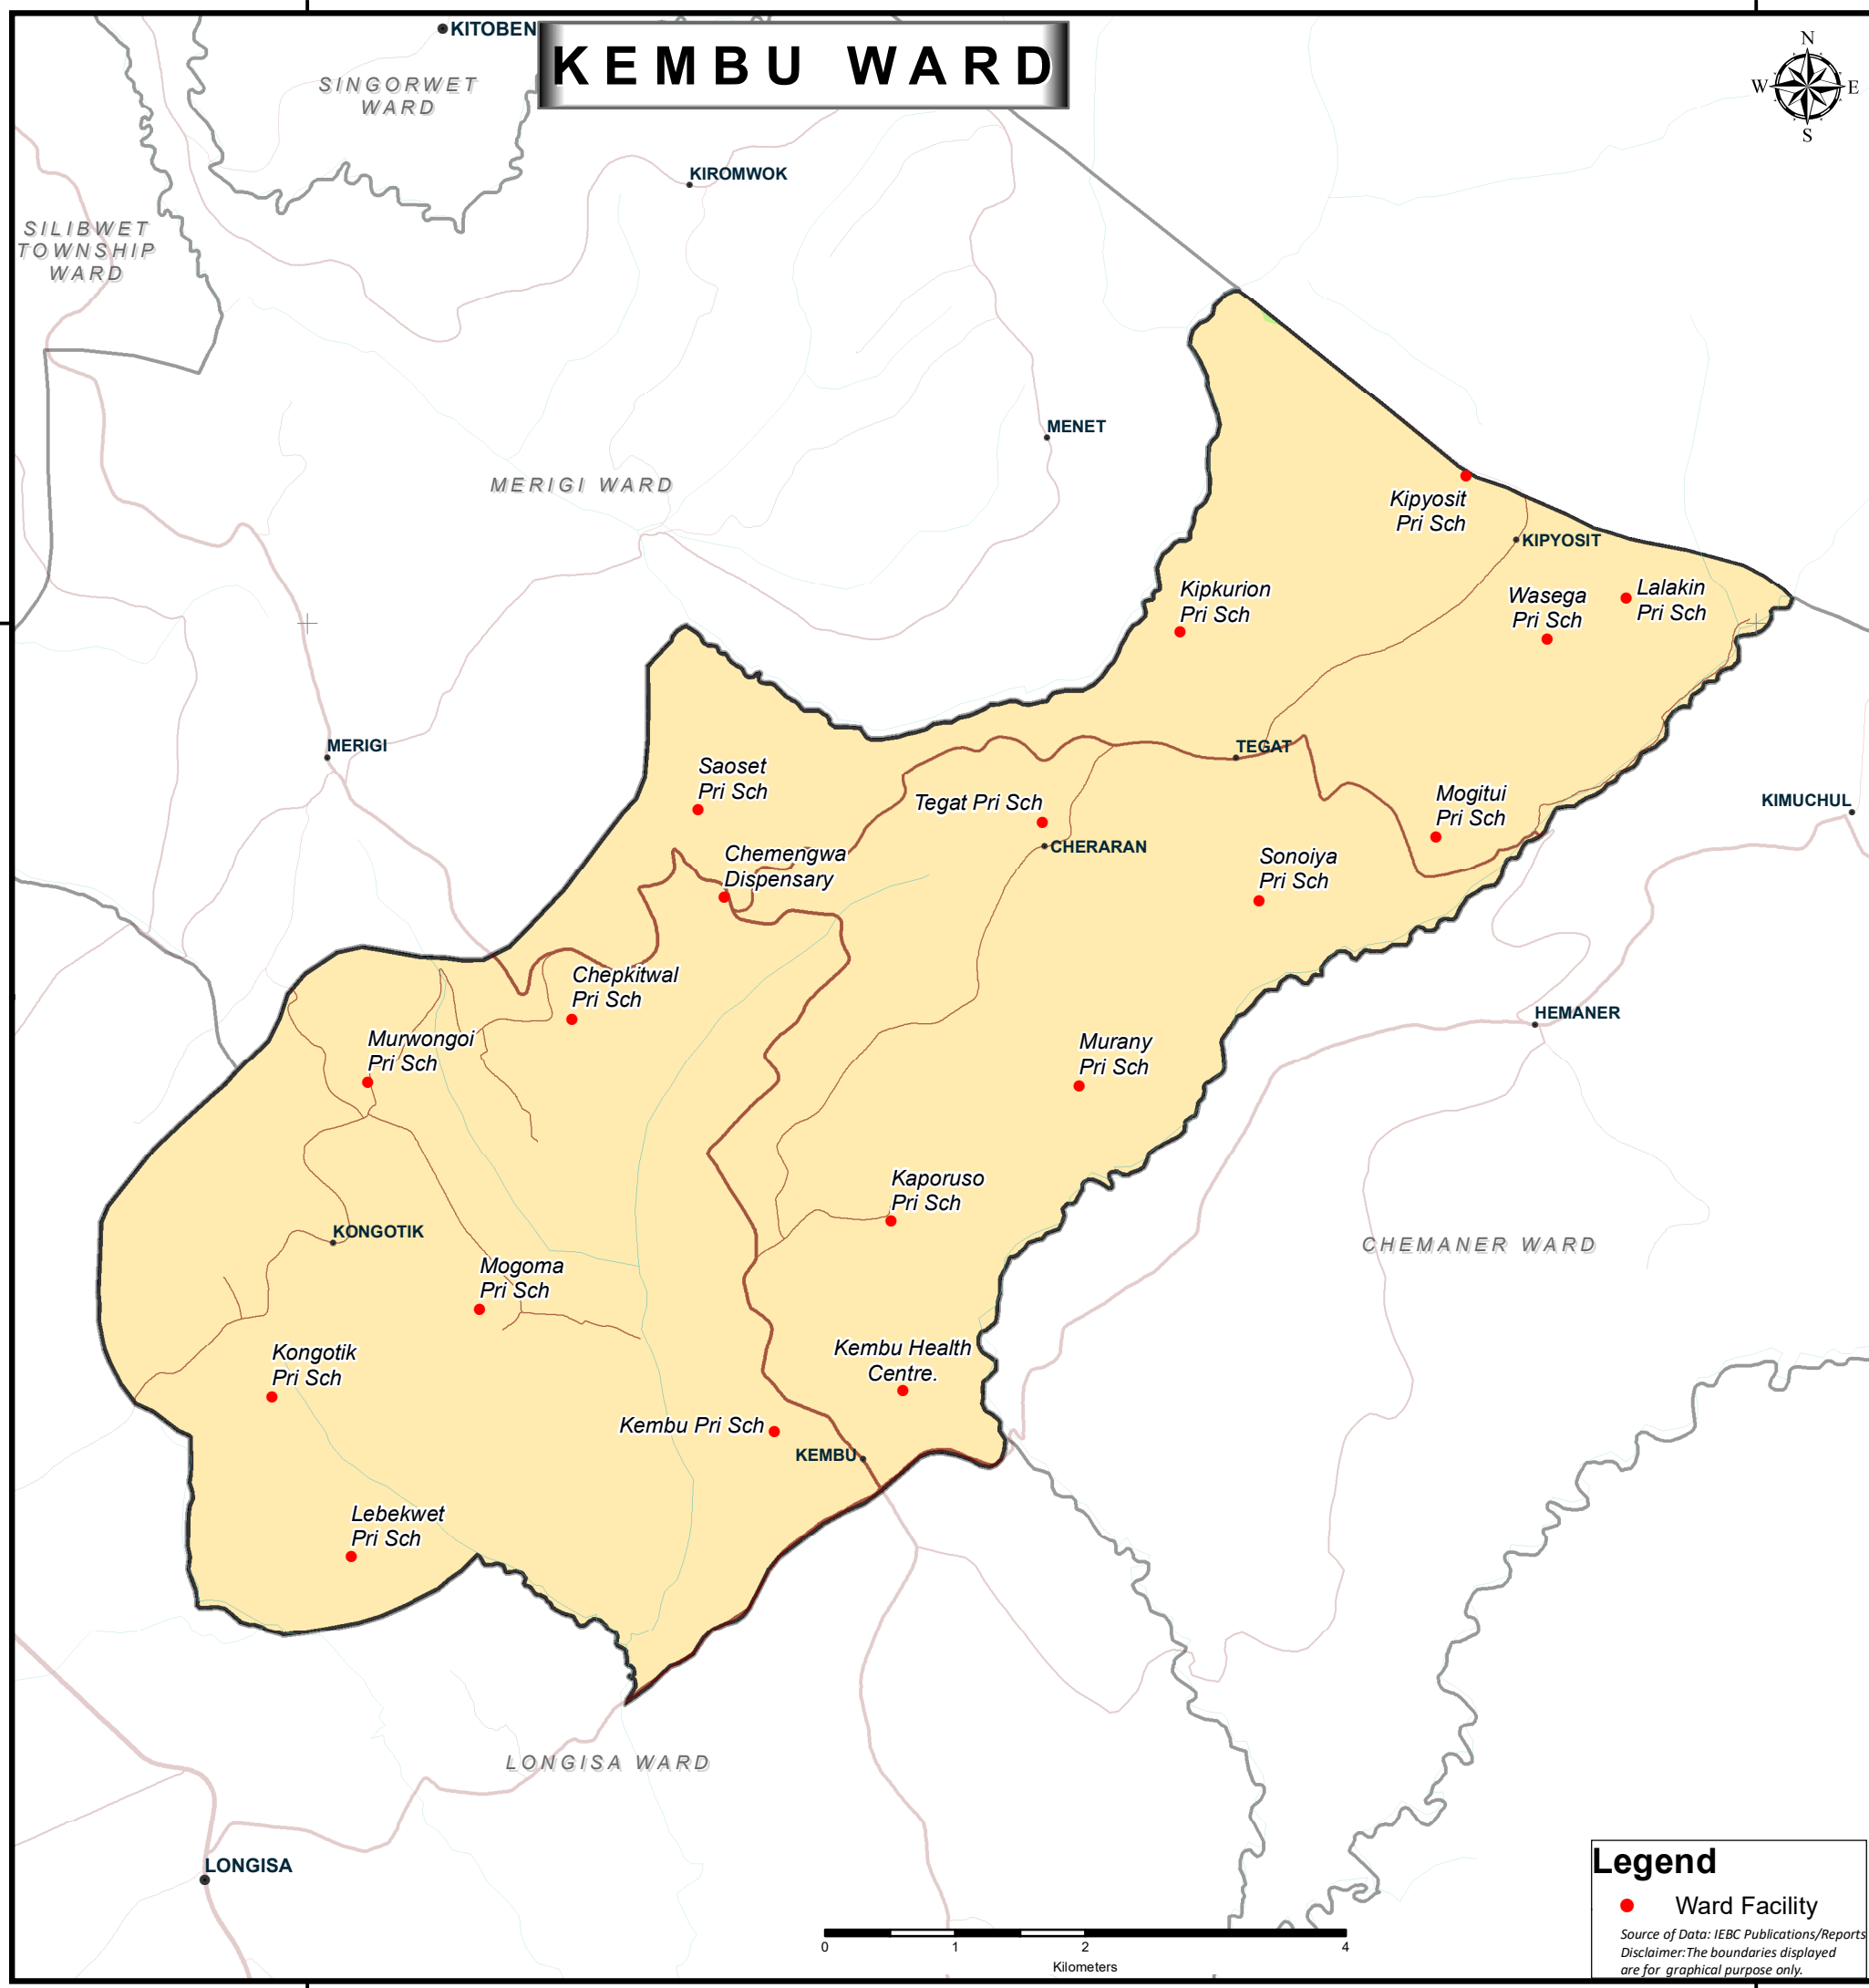 KITOBEN
KEMBU WARD
N
W
E
S
SINGORWET
WARD
KIROMWOK
SILIBWET
TOWNSHIP
WARD
MENET
MERIGI WARD
Kipyosit
Pri Sch
KIPYOSIT
Kipkurion
Pri Sch
Wasega
Pri Sch
Lalakin
Pri Sch
MERIGI
TEGAT
Saoset
Pri Sch
Tegat Pri Sch
Mogitui
Pri Sch
KIMUCHUL
CHERARAN
Chemengwa
Dispensary
Sonoiya
Pri Sch
Chepkitwal
Pri Sch
HEMANER
Murwongoi
Pri Sch
Murany
Pri Sch
Kaporuso
Pri Sch
KONGOTIK
CHEMANER WARD
Mogoma
Pri Sch
Kongotik
Pri Sch
Kembu Health
Centre.
Kembu Pri Sch
KEMBU
Lebekwet
Pri Sch
LONGISA WARD
LONGISA
0 1 2 4
Kilometers
Legend
Ward Facility
Source of Data: IEBC Publications/Reports
Disclaimer:The boundaries displayed
are for graphical purpose only.